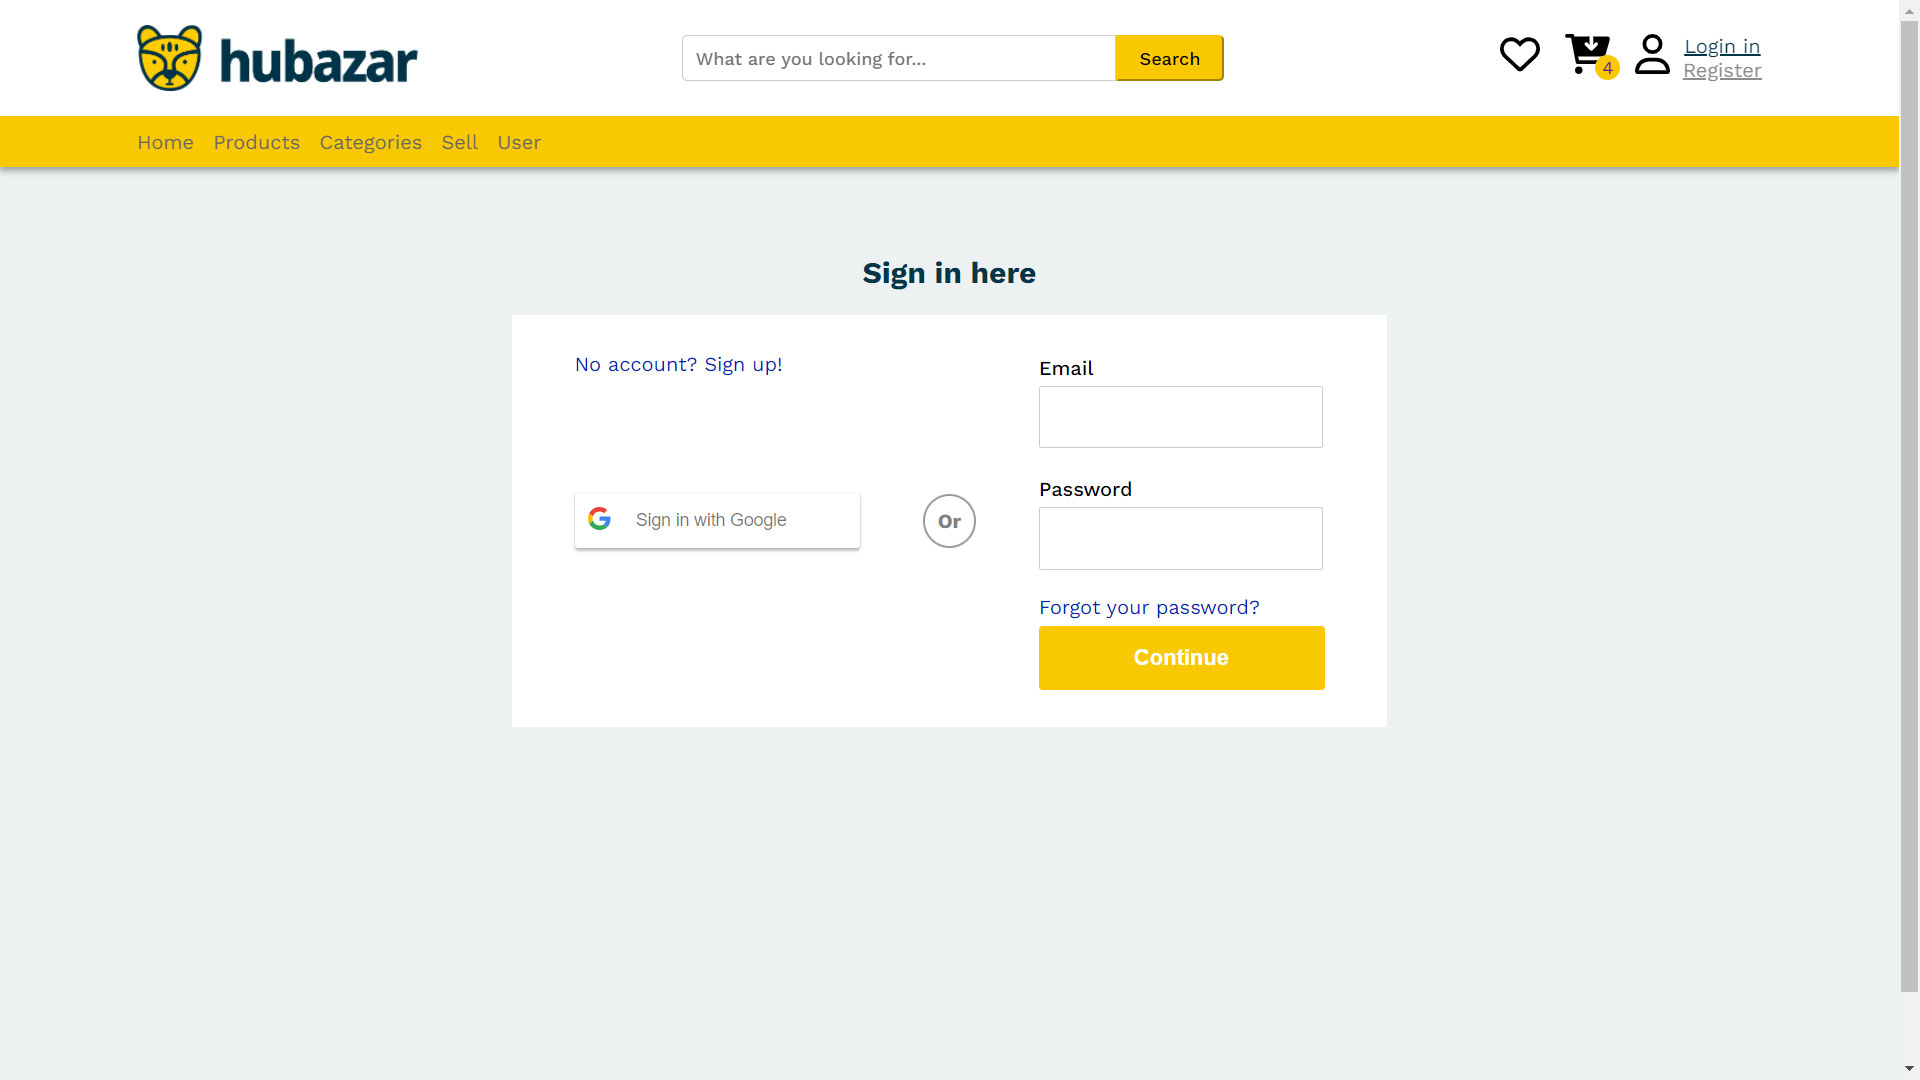 hubazar
What are you looking for...
Search
4
Login in
Register
Home Products Categories Sell User
Sign in here
No account? Sign up!
Sign in with Google
Or
Email
Password
Forgot your password?
Continue